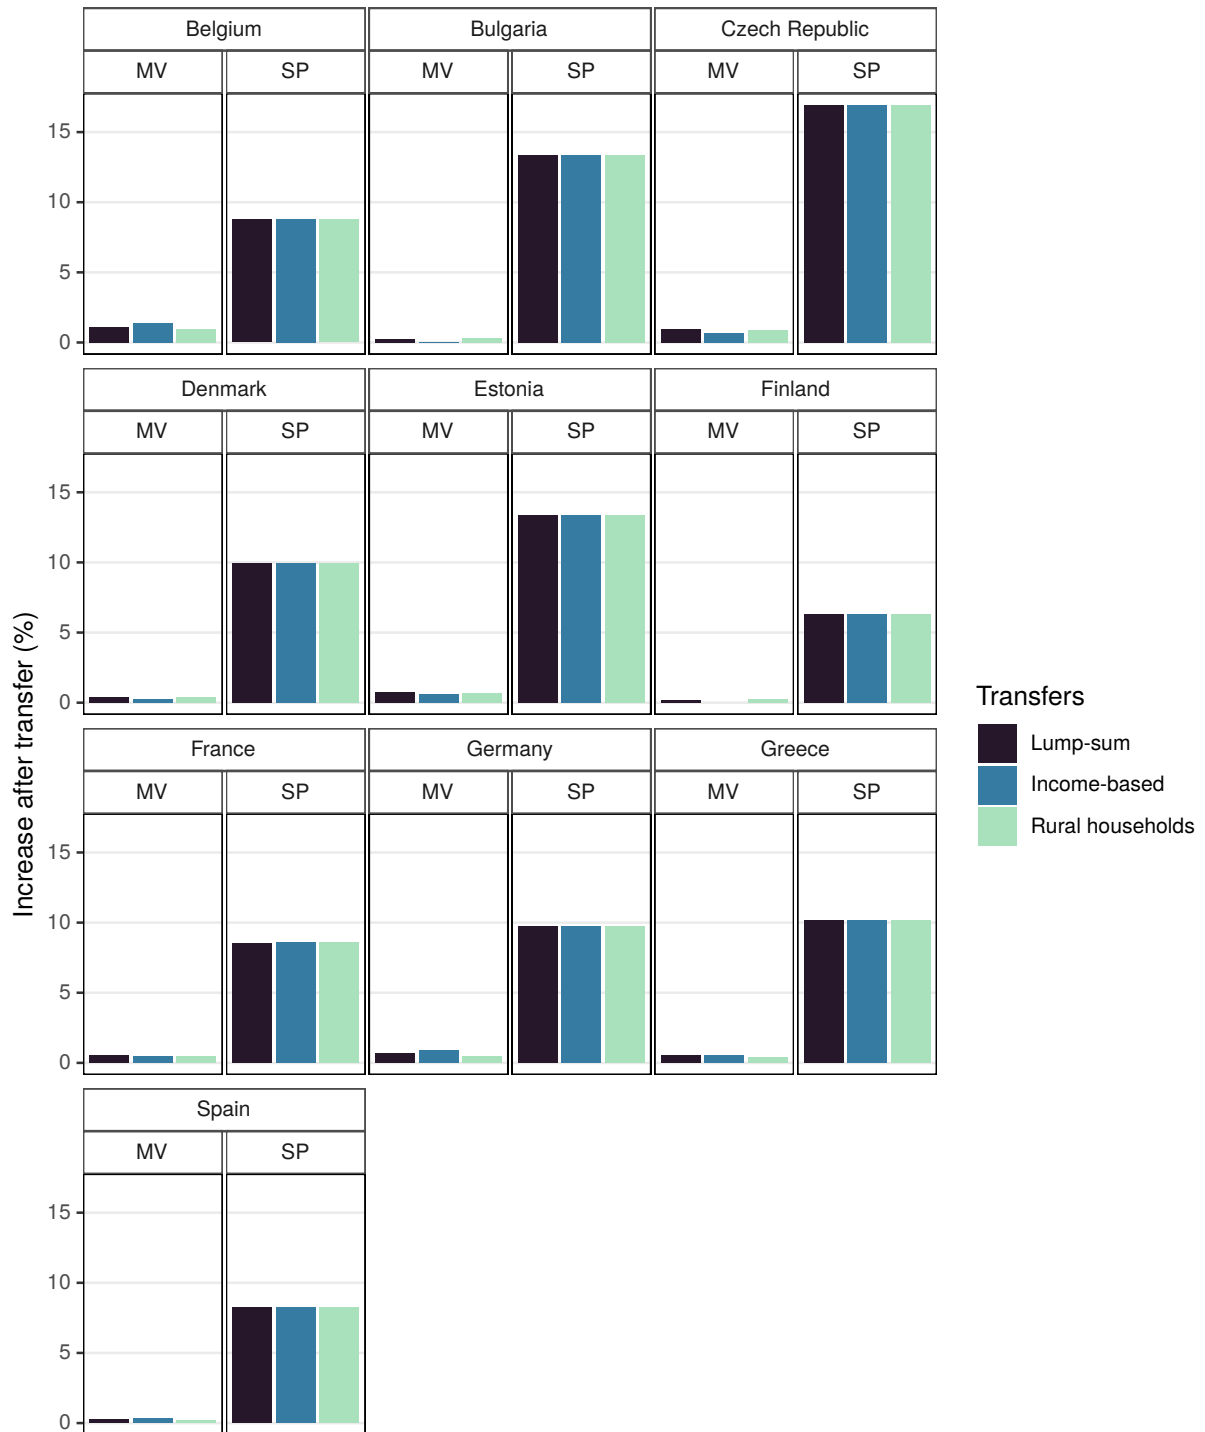 Belgium Bulgaria Czech Republic
MV SP MV SP MV SP
15
10
5
0
Denmark Estonia Finland
MV SP MV SP MV SP
15
10
5
0
France Germany Greece
MV SP MV SP MV SP
15
10
5
0
Spain
MV SP
15
10
5
0
Increase after transfer (%)
Transfers
Lump-sum
Income-based
Rural households